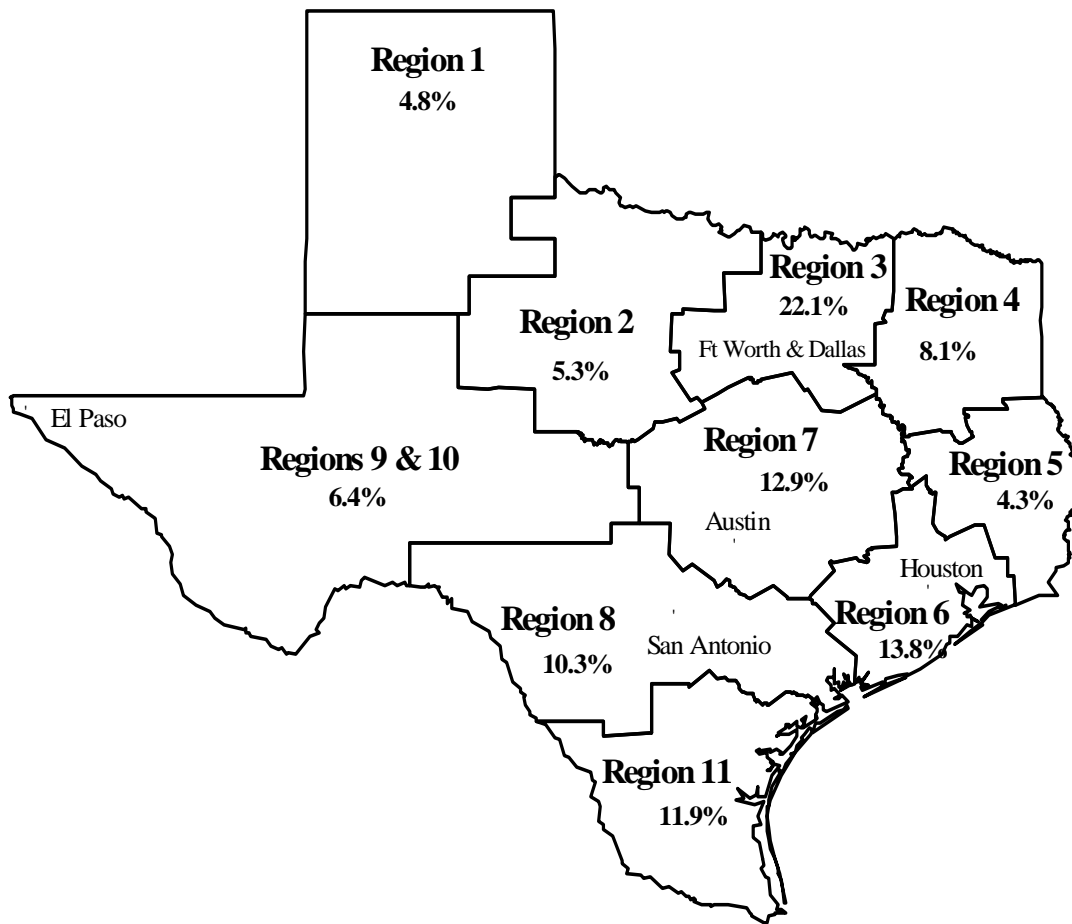 Region 1
4.8%
Region 3
22.1%
Ft Worth & Dallas
Region 4
8.1%
Region 2
5.3%
El Paso
Regions 9 & 10
6.4%
Region 7
12.9%
Austin
Region 5
4.3%
Houston
Region 6
13.8%
Region 8
10.3%
San Antonio
Region 11
11.9%